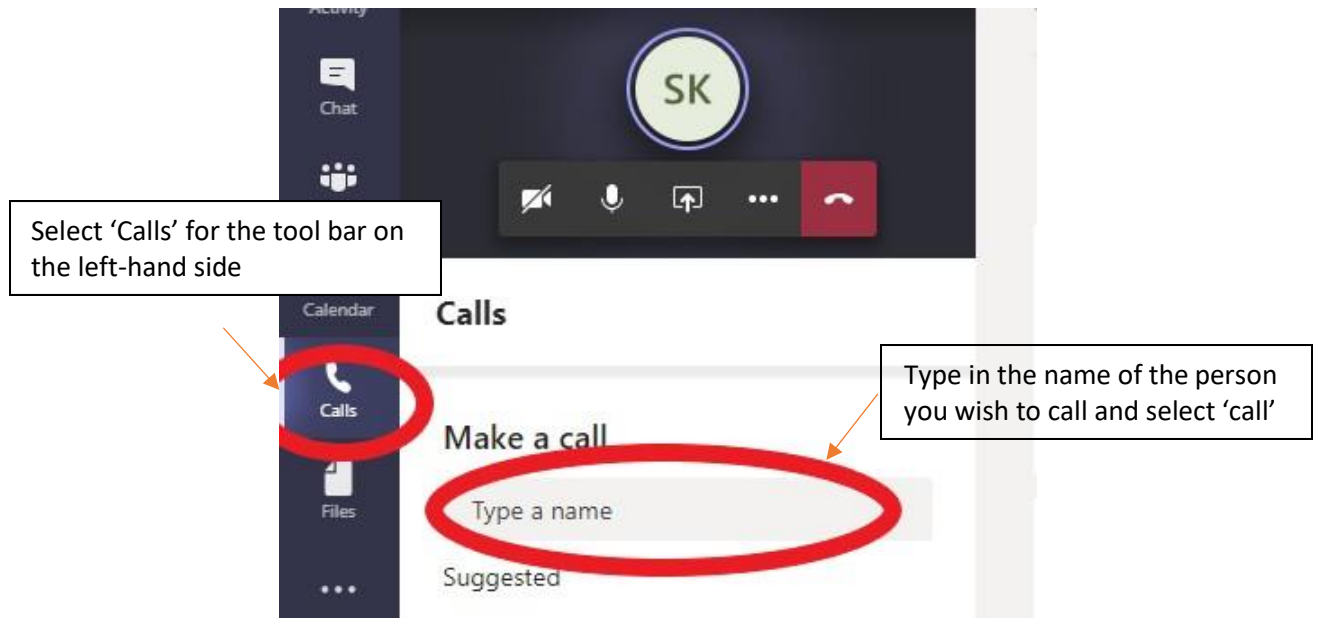 Activity
SK
Chat
Select ‘Calls’ for the tool bar on
the left-hand side
Calendar
Calls
Calls
Type in the name of the person
you wish to call and select ‘call’
Make a call
Type a name
Files
Suggested